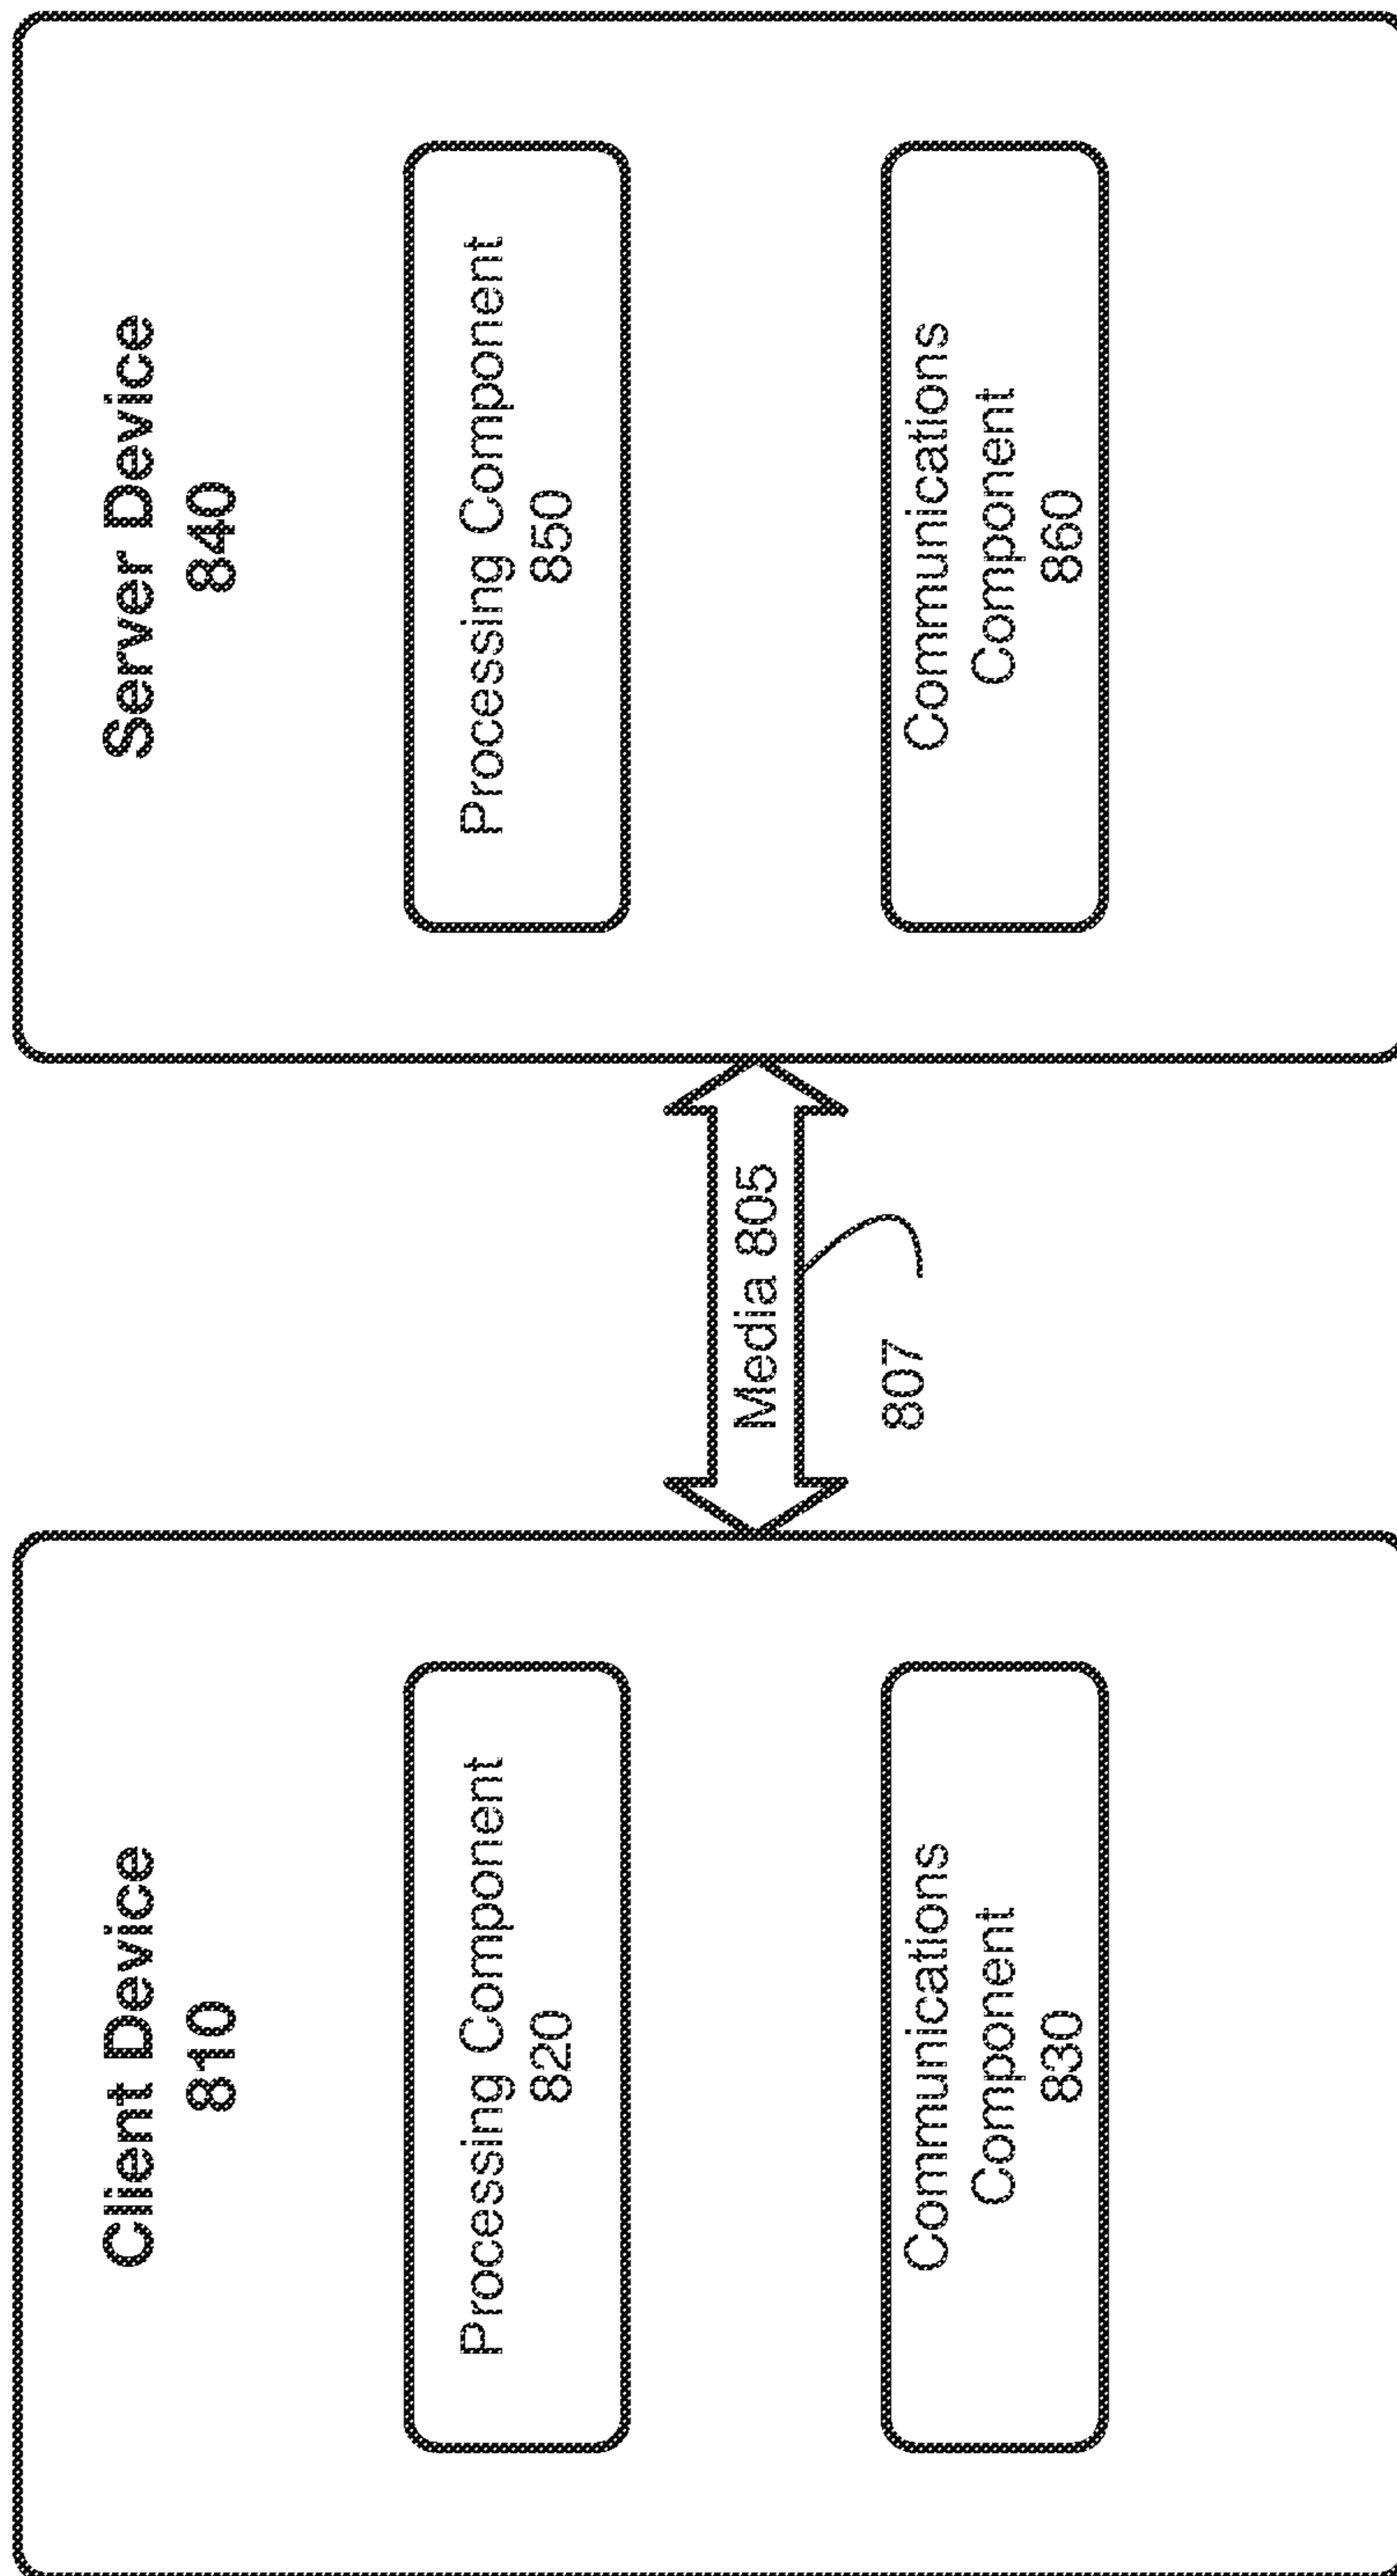 Client Device
810
Processing Component
820
Communications
Component
830
Media 805
807
Server Device
840
Processing Component
850
Communications
Component
860